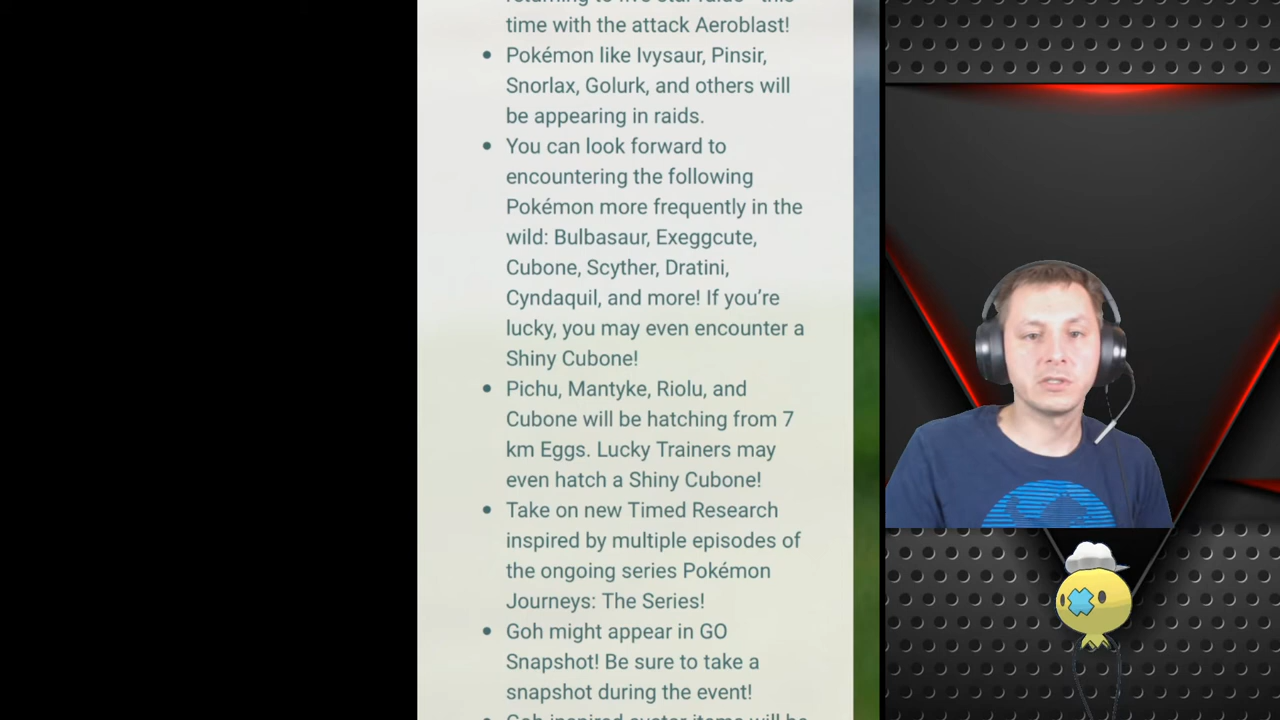 time with the attack Aeroblast!
• Pokémon like Ivysaur, Pinsir,
Snorlax, Golurk, and others will
be appearing in raids.
• You can look forward to
encountering the following
Pokémon more frequently in the
wild: Bulbasaur, Exeggcute,
Cubone, Scyther, Dratini,
Cyndaquil, and more! If you’re
lucky, you may even encounter a
Shiny Cubone!
• Pichu, Mantyke, Riolu, and
Cubone will be hatching from 7
km Eggs. Lucky Trainers may
even hatch a Shiny Cubone!
• Take on new Timed Research
inspired by multiple episodes of
the ongoing series Pokémon
Journeys: The Series!
• Goh might appear in GO
Snapshot! Be sure to take a
snapshot during the event!